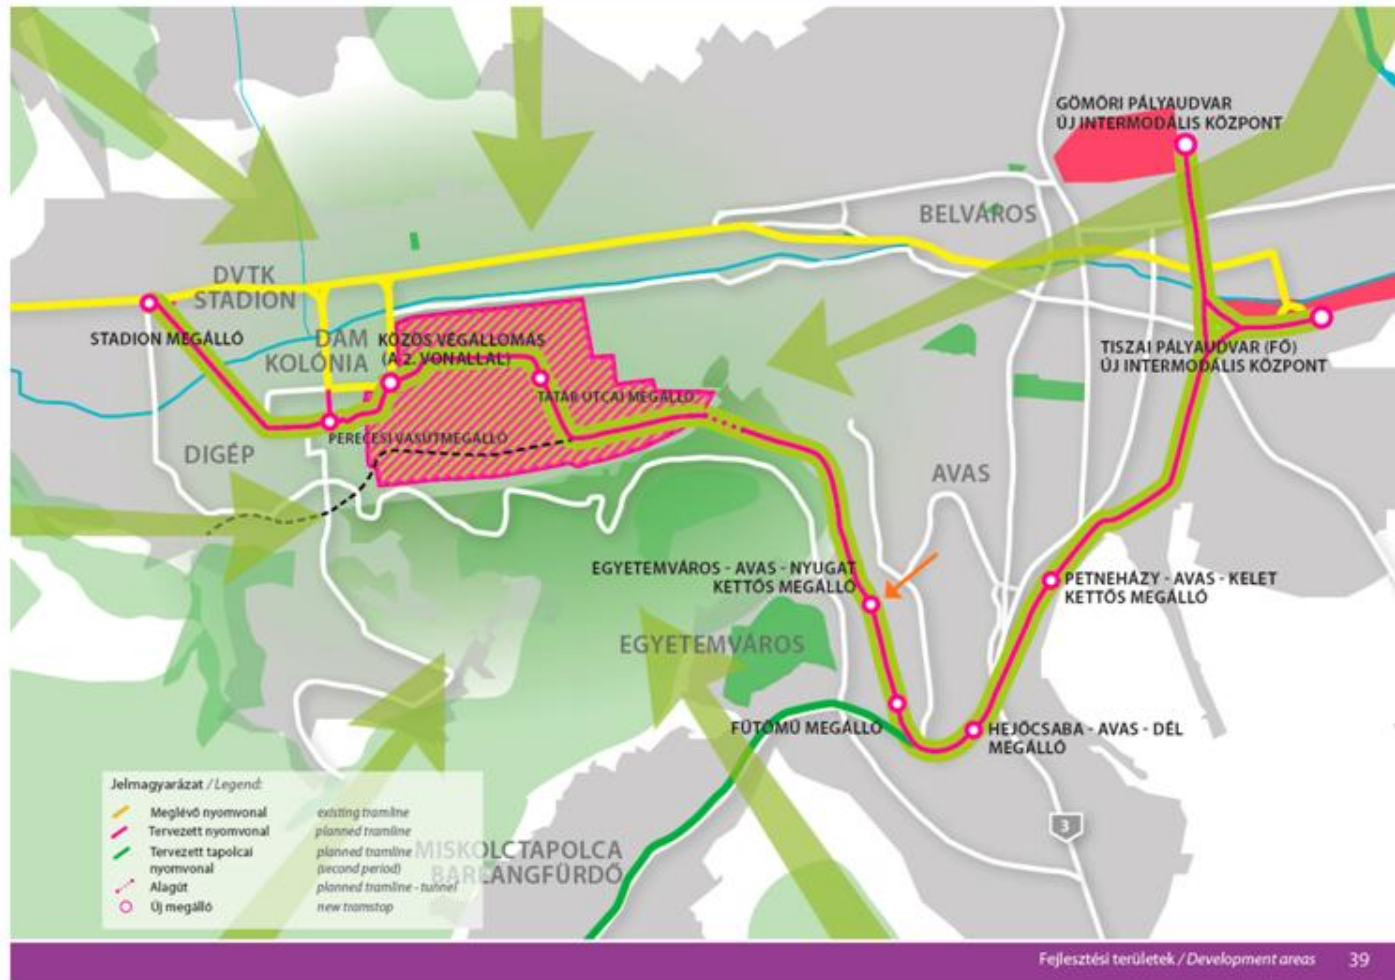 GÖMÖRI PÁLYAUDVAR
ÚJ INTERMODÁLIS KÖZPONT
BELVÁROS
DVTK
STADION
STADION MEGÁLLÓ
DAM
KOLÓNIA
KÖZÖS VÉGÁLLOMÁS
(A 2. VONALLAL)
TISZAI PÁLYAUDVAR (FŐ)
ÚJ INTERMODÁLIS KÖZPONT
TATÁR UTCAI MEGÁLLÓ
PERECESI VASÚTMEGÁLLÓ
DIGÉP
AVAS
EGYETEMVÁROS - AVAS - NYUGAT
KETTŐS MEGÁLLÓ
PETNEHÁZY - AVAS - KELET
KETTŐS MEGÁLLÓ
EGYETEMVÁROS
FŰTŐMŰ MEGÁLLÓ
HEJŐCSABA - AVAS - DÉL
MEGÁLLÓ
3
MISKOLCTAPOLCA
BARLANGFÜRDŐ
Jelmagyarázat / Legend:
Meglévő nyomvonal existing tramline
Tervezett nyomvonal planned tramline
Tervezett tapolcai planned tramline
nyomvonal (second period)
Alagút planned tramline - tunnel
Új megálló new tramstop
Fejlesztési területek / Development areas 39